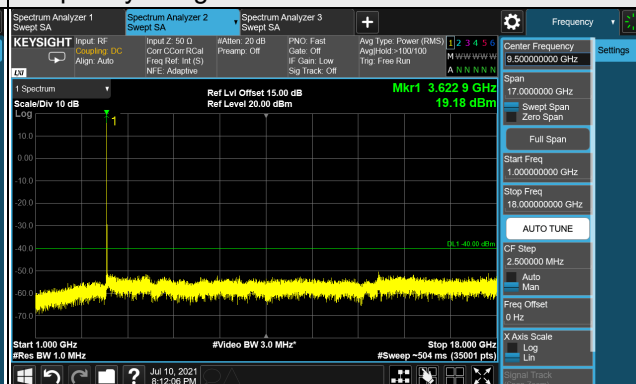 Spectrum Analyzer 1
Swept SA
Spectrum Analyzer 2
Swept SA
Spectrum Analyzer 3
Swept SA
Frequency
KEYSIGHT
Input: RF
Coupling: DC
Align: Auto
Input Z: 50 Ω
Corr CCorr RCal
Freq Ref: Int (S)
NFE: Adaptive
#Atten: 20 dB
Preamp: Off
PNO: Fast
Gate: Off
IF Gain: Low
Sig Track: Off
Avg Type: Power (RMS)
Avg|Hold:>100/100
Trig: Free Run
1 2 3 4 5 6
M W W W W W
A N N N N N
LXI
1 Spectrum
Scale/Div 10 dB
Log
Ref Lvl Offset 15.00 dB
Ref Level 20.00 dBm
Mkr1 3.622 9 GHz
19.18 dBm
1
10.0
0.00
-10.0
-20.0
-30.0
-40.0
-50.0
-60.0
-70.0
DL1 -40.00 dBm
Start 1.000 GHz
#Res BW 1.0 MHz
#Video BW 3.0 MHz*
Stop 18.000 GHz
#Sweep ~504 ms (35001 pts)
Jul 10, 2021
8:12:06 PM
Center Frequency
9.500000000 GHz
Settings
Span
17.0000000 GHz
Swept Span
Zero Span
Full Span
Start Freq
1.000000000 GHz
Stop Freq
18.000000000 GHz
AUTO TUNE
CF Step
2.500000 MHz
Auto
Man
Freq Offset
0 Hz
X Axis Scale
Log
Lin
Signal Track